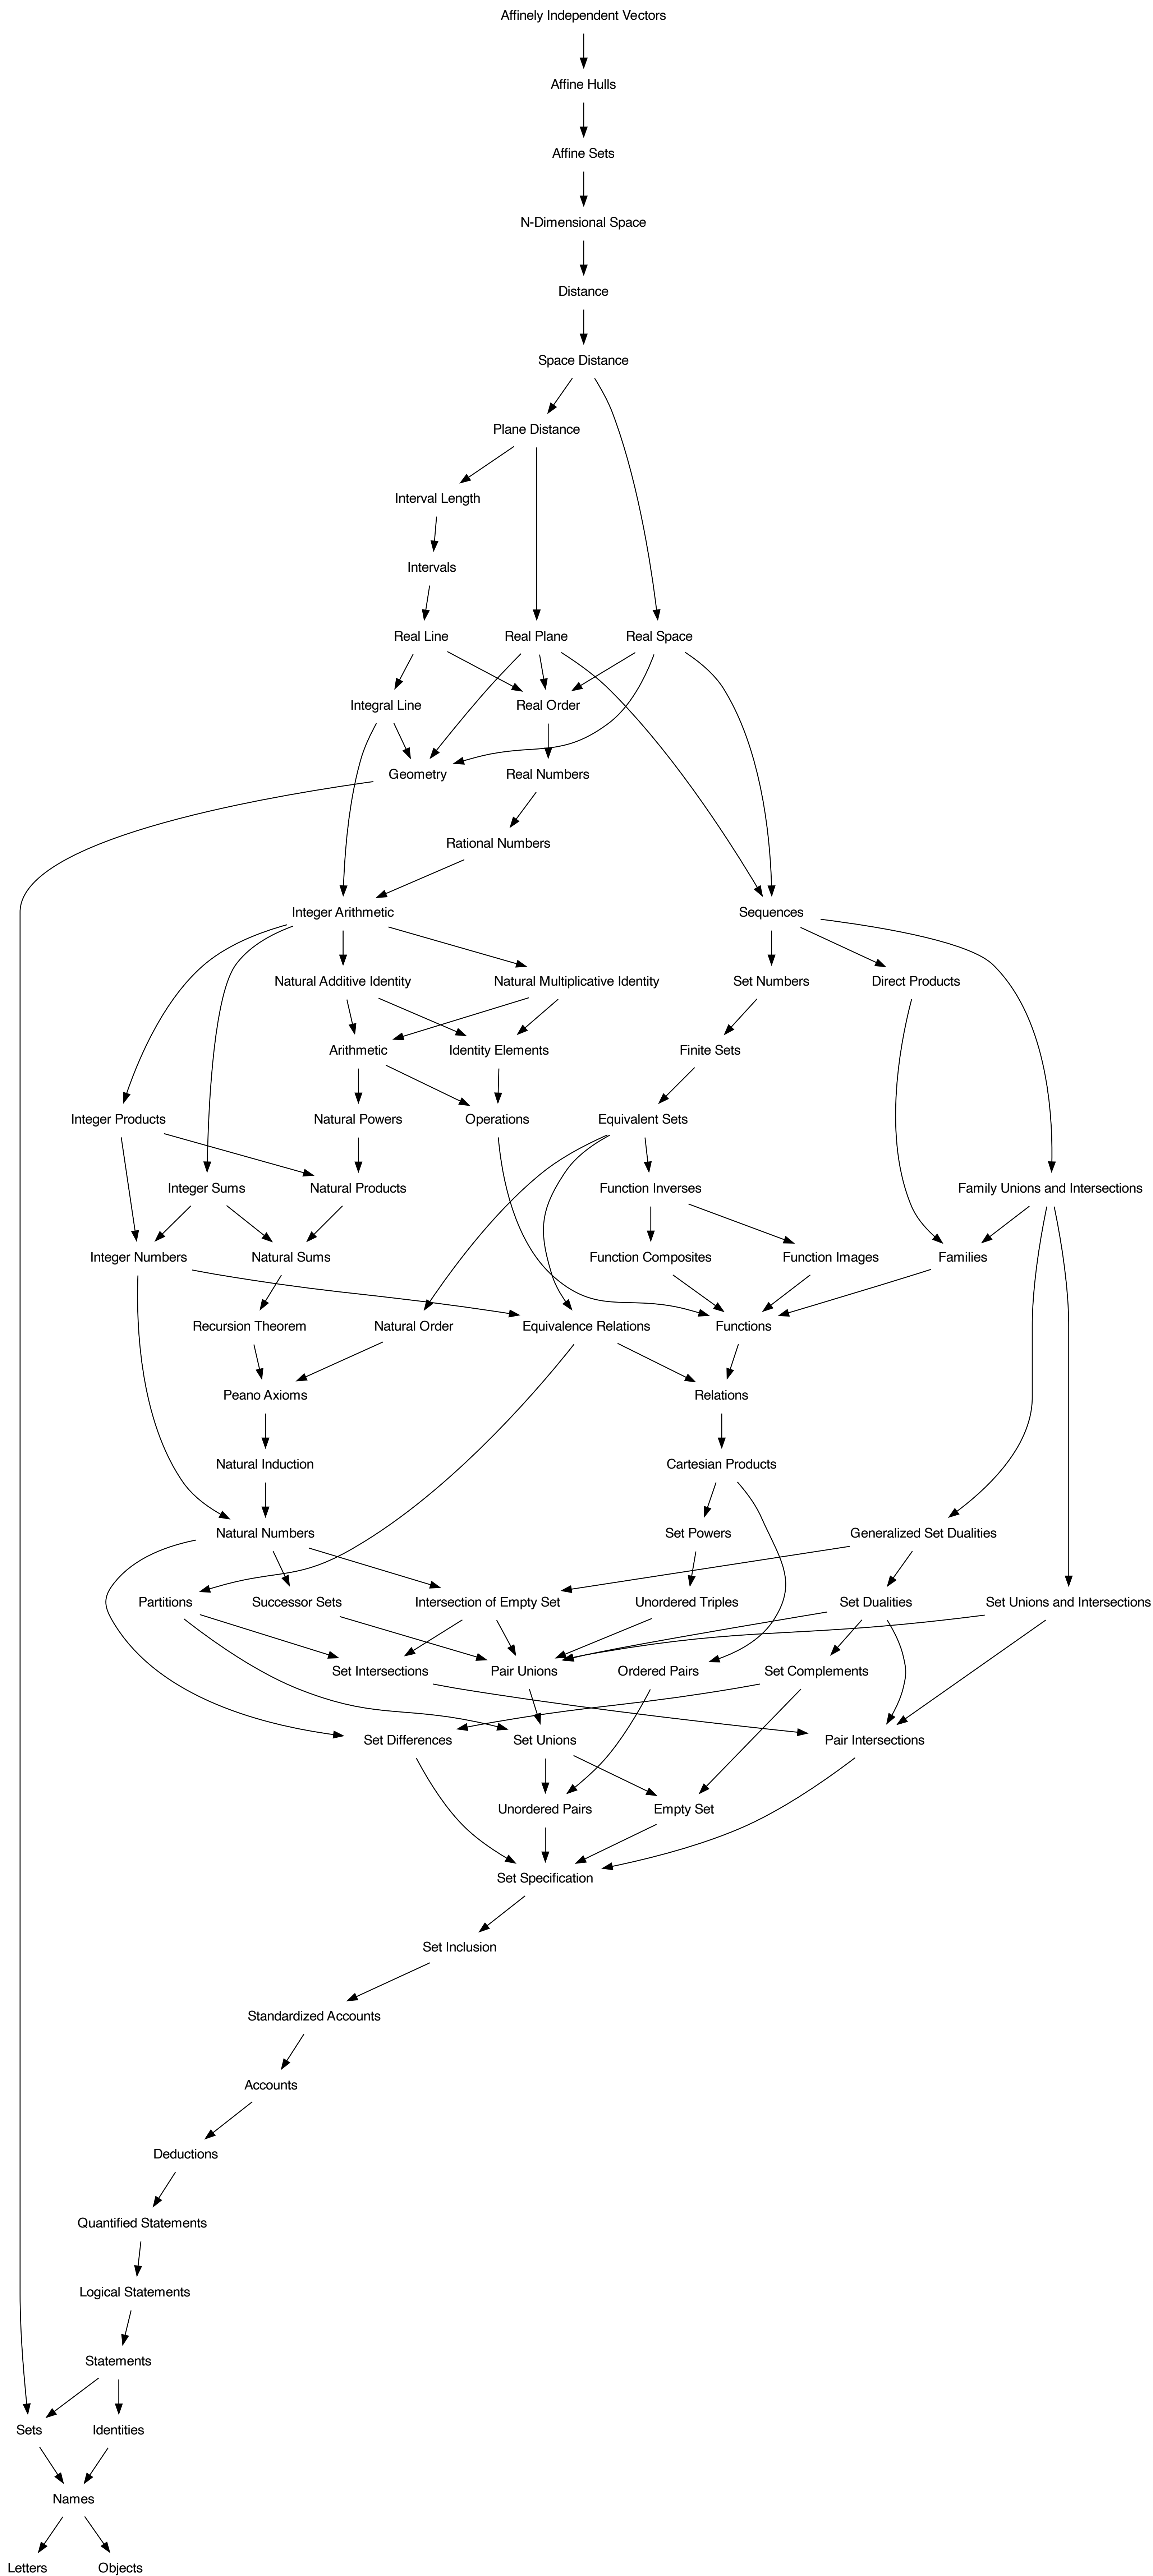 Affinely Independent Vectors
Affine Hulls
Affine Sets
N-Dimensional Space
Distance
Space Distance
Plane Distance
Interval Length
Intervals
Real Line
Real Plane
Real Space
Integral Line
Real Order
Geometry
Real Numbers
Rational Numbers
Integer Arithmetic
Sequences
Natural Additive Identity
Natural Multiplicative Identity
Set Numbers
Direct Products
Arithmetic
Identity Elements
Finite Sets
Integer Products
Natural Powers
Operations
Equivalent Sets
Integer Sums
Natural Products
Function Inverses
Family Unions and Intersections
Integer Numbers
Natural Sums
Function Composites
Function Images
Families
Recursion Theorem
Natural Order
Equivalence Relations
Functions
Peano Axioms
Relations
Natural Induction
Cartesian Products
Natural Numbers
Set Powers
Generalized Set Dualities
Partitions
Successor Sets
Intersection of Empty Set
Unordered Triples
Set Dualities
Set Unions and Intersections
Set Intersections
Pair Unions
Ordered Pairs
Set Complements
Set Differences
Set Unions
Pair Intersections
Unordered Pairs
Empty Set
Set Specification
Set Inclusion
Standardized Accounts
Accounts
Deductions
Quantified Statements
Logical Statements
Statements
Sets
Identities
Names
Letters
Objects